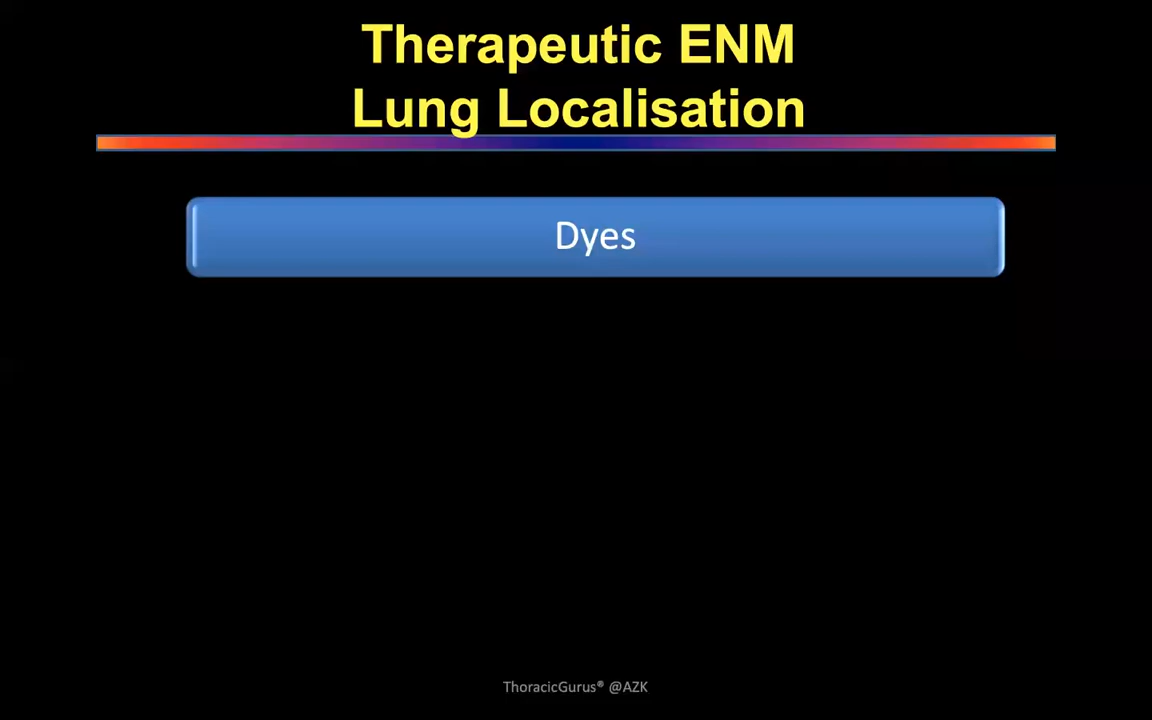 Therapeutic ENM
Lung Localisation
Dyes
ThoracicGurus® @AZK